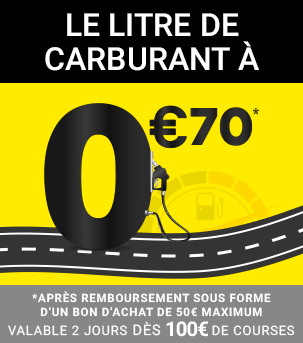 LE LITRE DE
CARBURANT À
0€70*
*APRÈS REMBOURSEMENT SOUS FORME
D'UN BON D'ACHAT DE 50€ MAXIMUM
VALABLE 2 JOURS DÈS 100€ DE COURSES